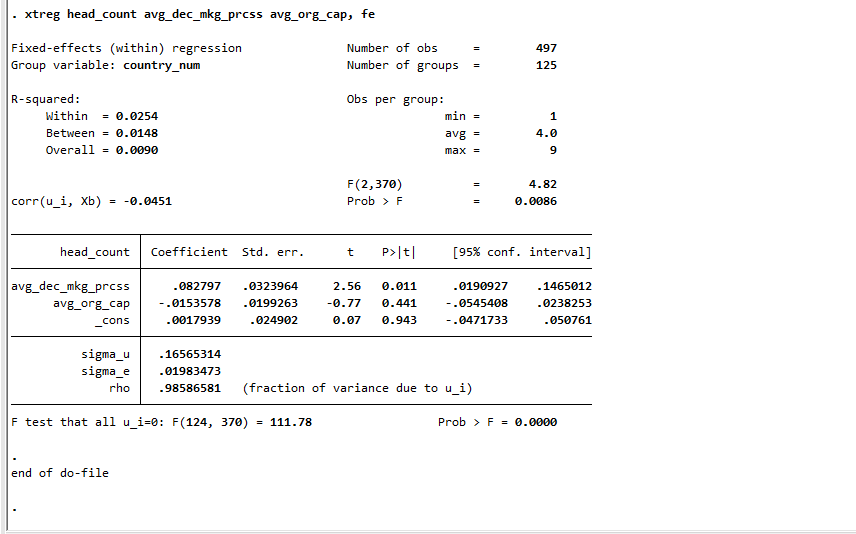 . xtreg head_count avg_dec_mkg_prcss avg_org_cap, fe
Fixed-effects (within) regression Number of obs = 497
Group variable: country_num Number of groups = 125
R-squared: Obs per group:
Within = 0.0254 min = 1
Between = 0.0148 avg = 4.0
Overall = 0.0090 max = 9
F(2,370) = 4.82
corr(u_i, Xb) = -0.0451 Prob > F = 0.0086
head_count Coefficient Std. err. t P>|t| [95% conf. interval]
avg_dec_mkg_prcss .082797 .0323964 2.56 0.011 .0190927 .1465012
avg_org_cap -.0153578 .0199263 -0.77 0.441 -.0545408 .0238253
_cons .0017939 .024902 0.07 0.943 -.0471733 .050761
sigma_u .16565314
sigma_e .01983473
rho .98586581 (fraction of variance due to u_i)
F test that all u_i=0: F(124, 370) = 111.78 Prob > F = 0.0000
.
end of do-file
.